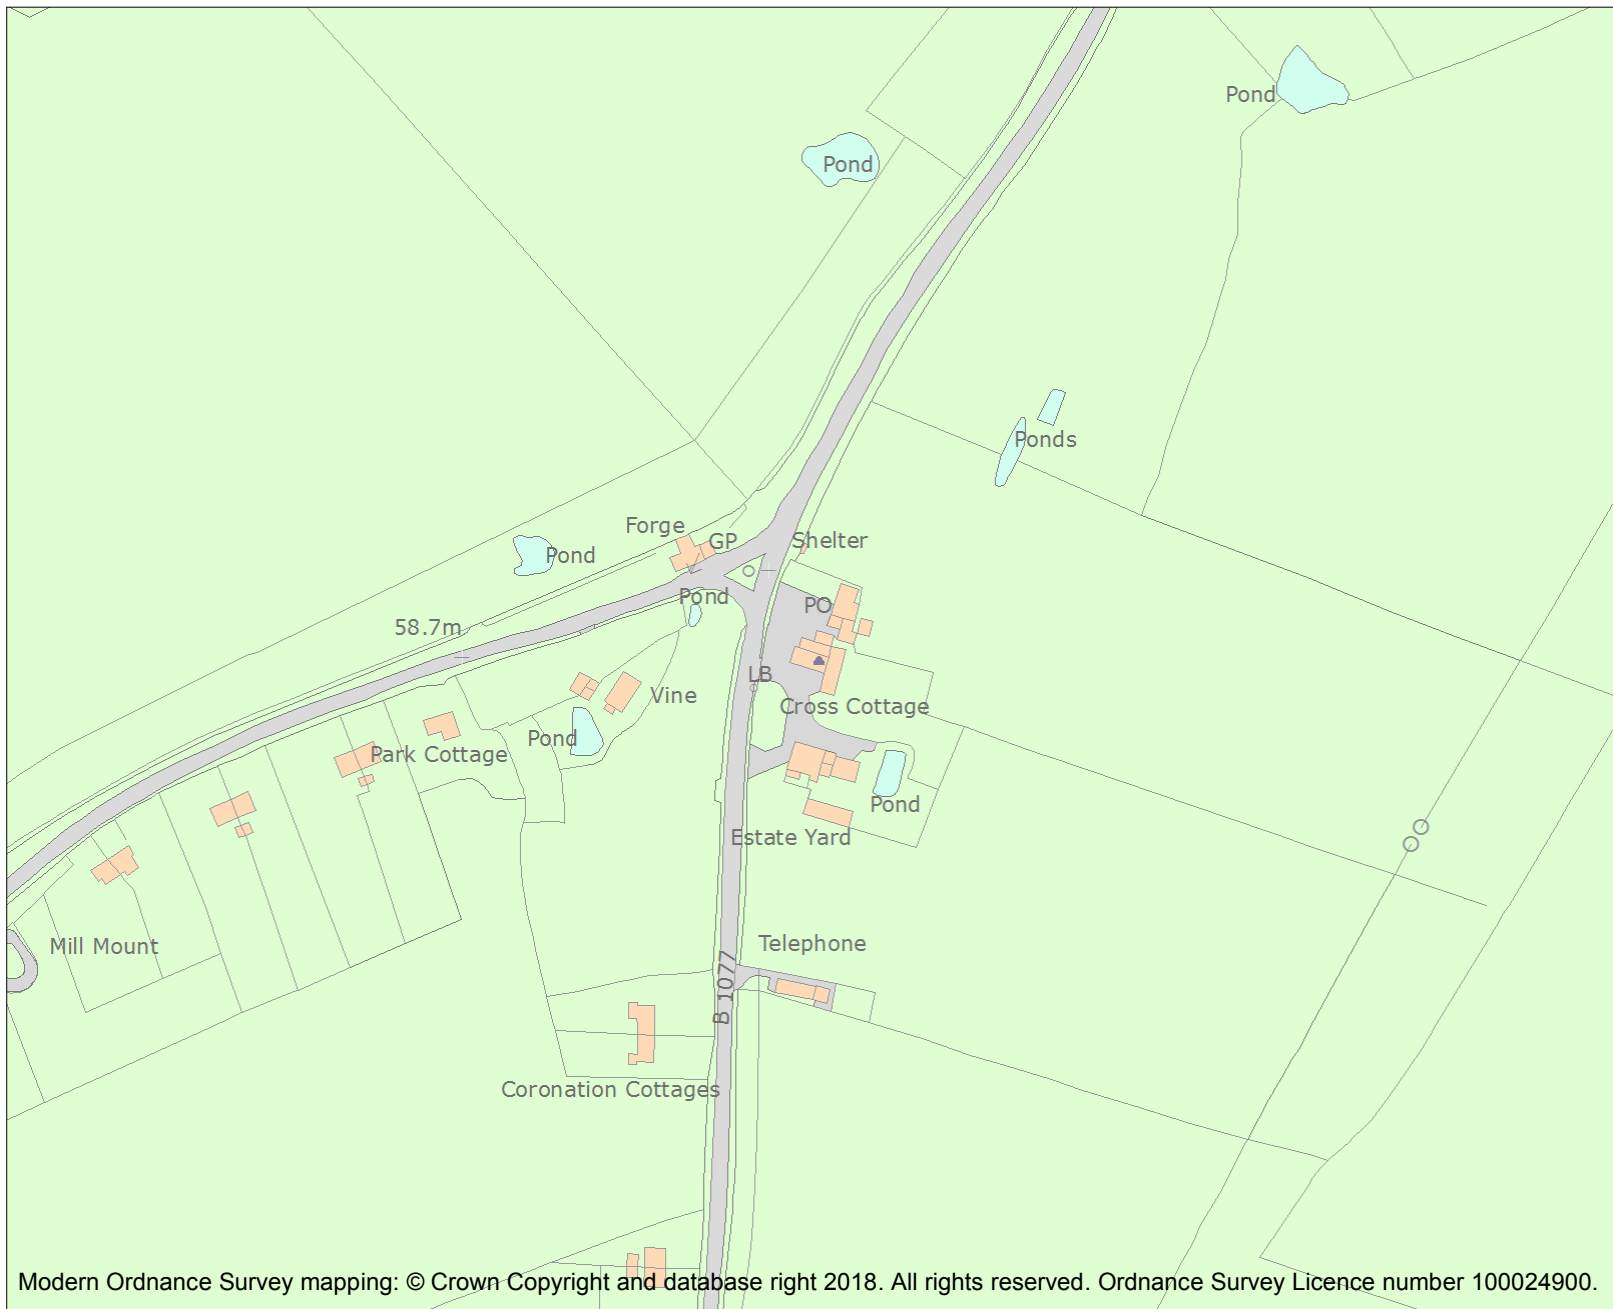 Pond
Pond
Ponds
Forge
GP
Shelter
Pond
Pond
PO
58.7m
LB
Vine
Cross Cottage
Pond
Park Cottage
Pond
Estate Yard
Telephone
Mill Mount
B 1077
Coronation Cottages
Modern Ordnance Survey mapping: © Crown Copyright and database right 2018. All rights reserved. Ordnance Survey Licence number 100024900.